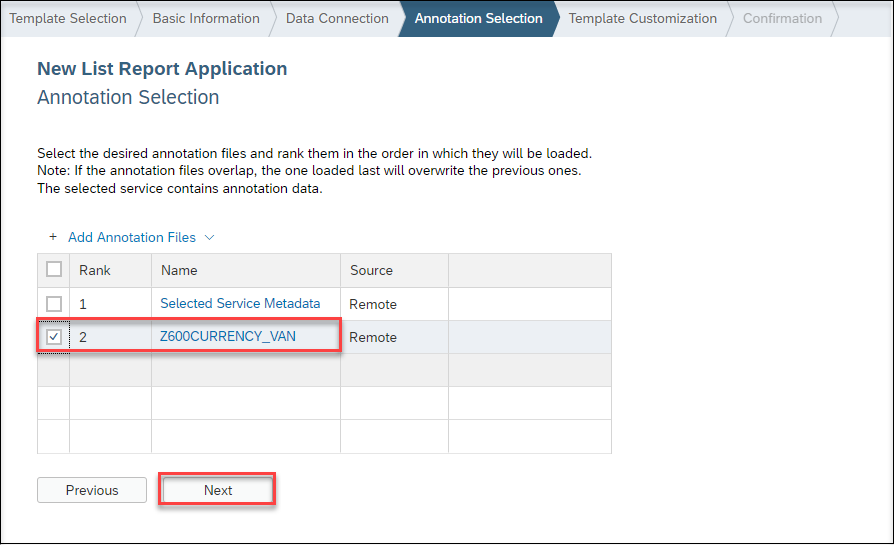 Template Selection Basic Information Data Connection Annotation Selection Template Customization Confirmation
New List Report Application
Annotation Selection
Select the desired annotation files and rank them in the order in which they will be loaded.
Note: If the annotation files overlap, the one loaded last will overwrite the previous ones.
The selected service contains annotation data.
+ Add Annotation Files
Rank Name Source
1 Selected Service Metadata Remote
2 Z600CURRENCY_VAN Remote
Previous Next